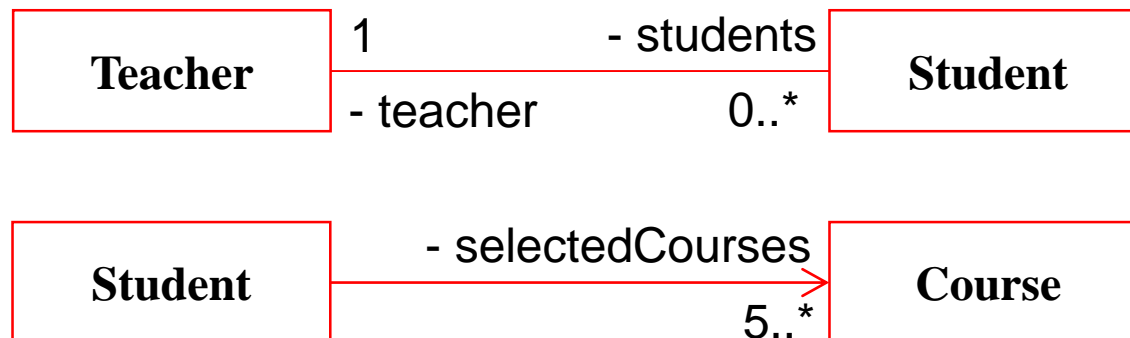 1 - students
Teacher Student
- teacher 0..*
- selectedCourses
Student Course
5..*